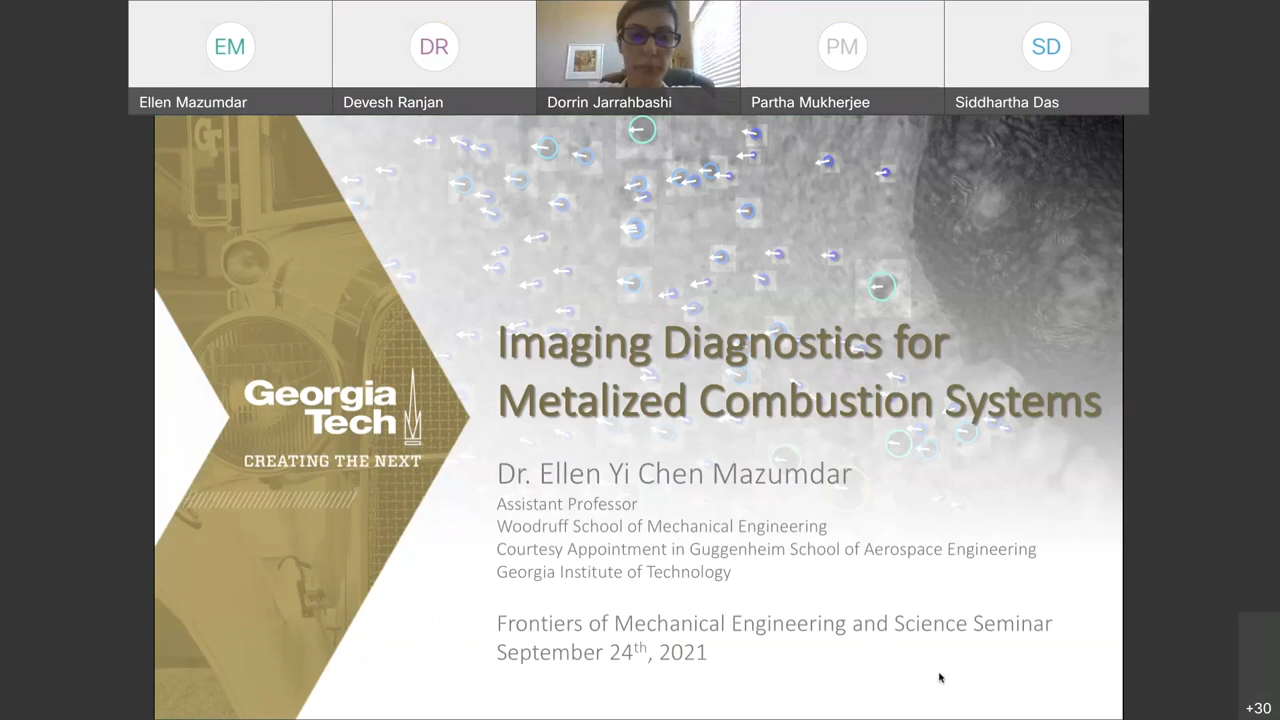 EM
DR
PM
SD
Ellen Mazumdar
Devesh Ranjan
Dorrin Jarrahbashi
Partha Mukherjee
Siddhartha Das
GT
Imaging Diagnostics for
Metalized Combustion Systems
Georgia
Tech
CREATING THE NEXT
Dr. Ellen Yi Chen Mazumdar
Assistant Professor
Woodruff School of Mechanical Engineering
Courtesy Appointment in Guggenheim School of Aerospace Engineering
Georgia Institute of Technology
Frontiers of Mechanical Engineering and Science Seminar
September 24th, 2021
+30